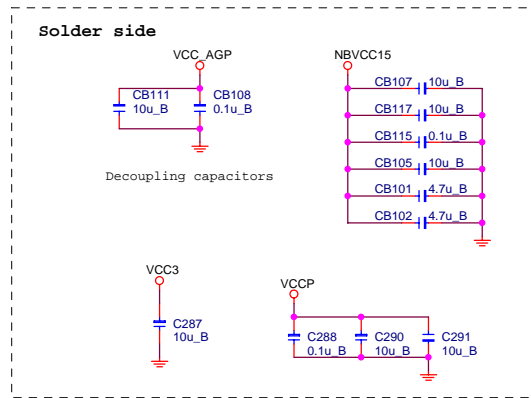 Solder side
VCC_AGP
CB111
10u_B
CB108
0.1u_B
Decoupling capacitors
NBVCC15
CB107 10u_B
CB117 10u_B
CB115 0.1u_B
CB105 10u_B
CB101 4.7u_B
CB102 4.7u_B
VCC3
C287
10u_B
VCCP
C288
0.1u_B
C290
10u_B
C291
10u_B